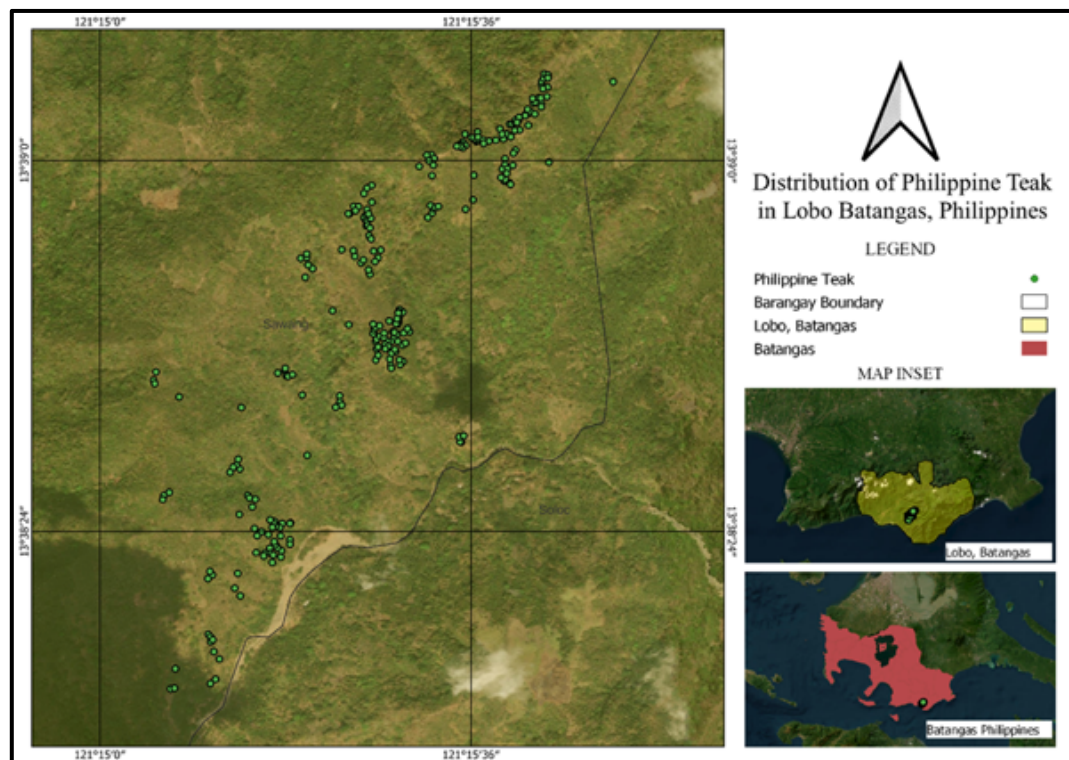 121°15'0"
121°15'36"
13°39'0"
13°39'0"
Sawang
Soloc
13°38'24"
13°38'24"
121°15'0"
121°15'36"
Distribution of Philippine Teak
in Lobo Batangas, Philippines
LEGEND
Philippine Teak
Barangay Boundary
Lobo, Batangas
Batangas
MAP INSET
Lobo, Batangas
Batangas Philippines